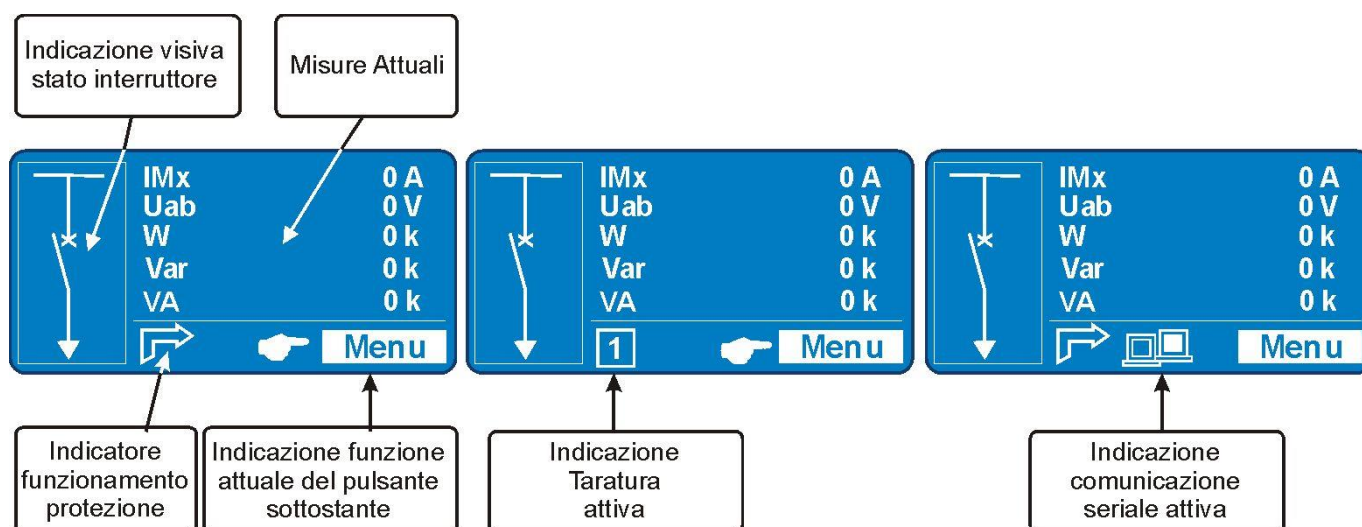 Indicazione visiva
stato interruttore
Misure Attuali
IMx 0 A
Uab 0 V
W 0 k
Var 0 k
VA 0 k
Menu
IMx 0 A
Uab 0 V
W 0 k
Var 0 k
VA 0 k
1 Menu
IMx 0 A
Uab 0 V
W 0 k
Var 0 k
VA 0 k
Menu
Indicatore
funzionamento
protezione
Indicazione funzione
attuale del pulsante
sottostante
Indicazione
Taratura
attiva
Indicazione
comunicazione
seriale attiva